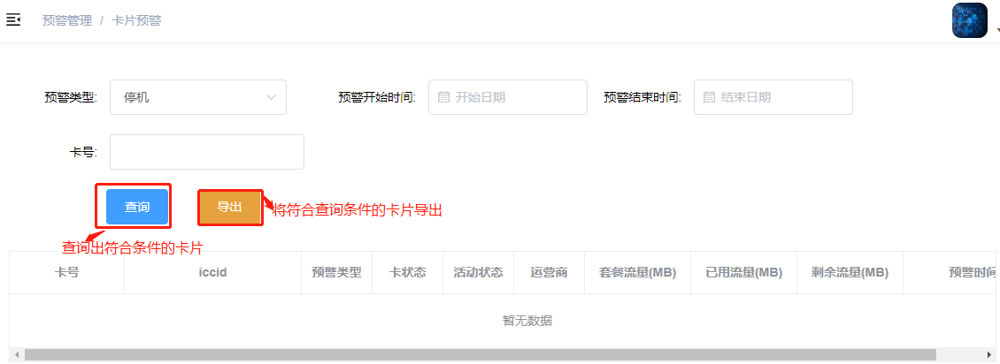 预警管理 / 卡片预警
预警类型: 停机 预警开始时间: 开始日期 预警结束时间: 结束日期
卡号:
查询 导出 将符合查询条件的卡片导出
查询出符合条件的卡片
卡号 iccid 预警类型 卡状态 活动状态 运营商 套餐流量(MB) 已用流量(MB) 剩余流量(MB) 预警时间
暂无数据